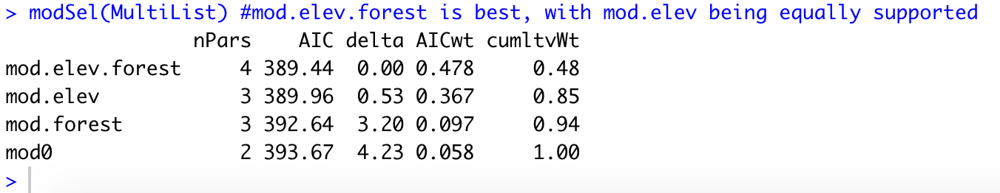 > modSel(MultiList) #mod.elev.forest is best, with mod.elev being equally supported
                nPars    AIC delta AICwt cumltvWt
mod.elev.forest     4 389.44  0.00 0.478     0.48
mod.elev            3 389.96  0.53 0.367     0.85
mod.forest          3 392.64  3.20 0.097     0.94
mod0                2 393.67  4.23 0.058     1.00
>